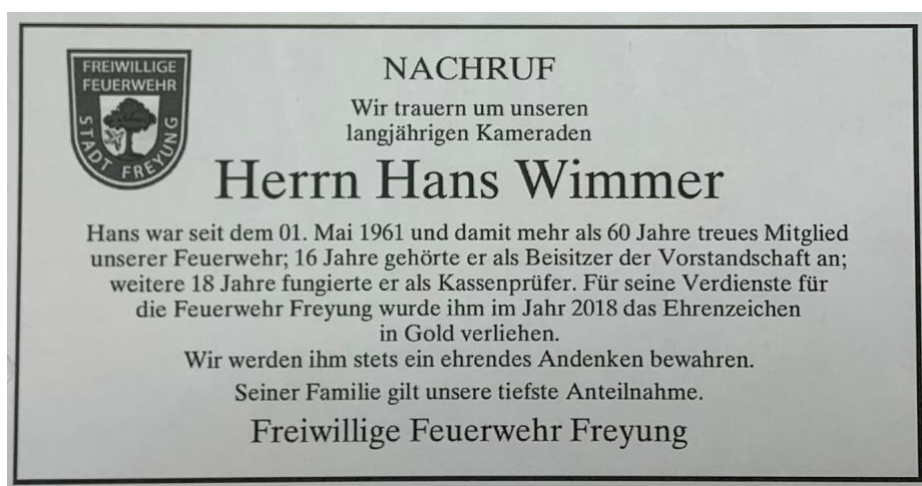 FREIWILLIGE
FEUERWEHR
STADT FREYUNG
NACHRUF
Wir trauern um unseren
langjährigen Kameraden
Herrn Hans Wimmer
Hans war seit dem 01. Mai 1961 und damit mehr als 60 Jahre treues Mitglied
unserer Feuerwehr; 16 Jahre gehörte er als Beisitzer der Vorstandschaft an;
weitere 18 Jahre fungierte er als Kassenprüfer. Für seine Verdienste für
die Feuerwehr Freyung wurde ihm im Jahr 2018 das Ehrenzeichen
in Gold verliehen.
Wir werden ihm stets ein ehrendes Andenken bewahren.
Seiner Familie gilt unsere tiefste Anteilnahme.
Freiwillige Feuerwehr Freyung